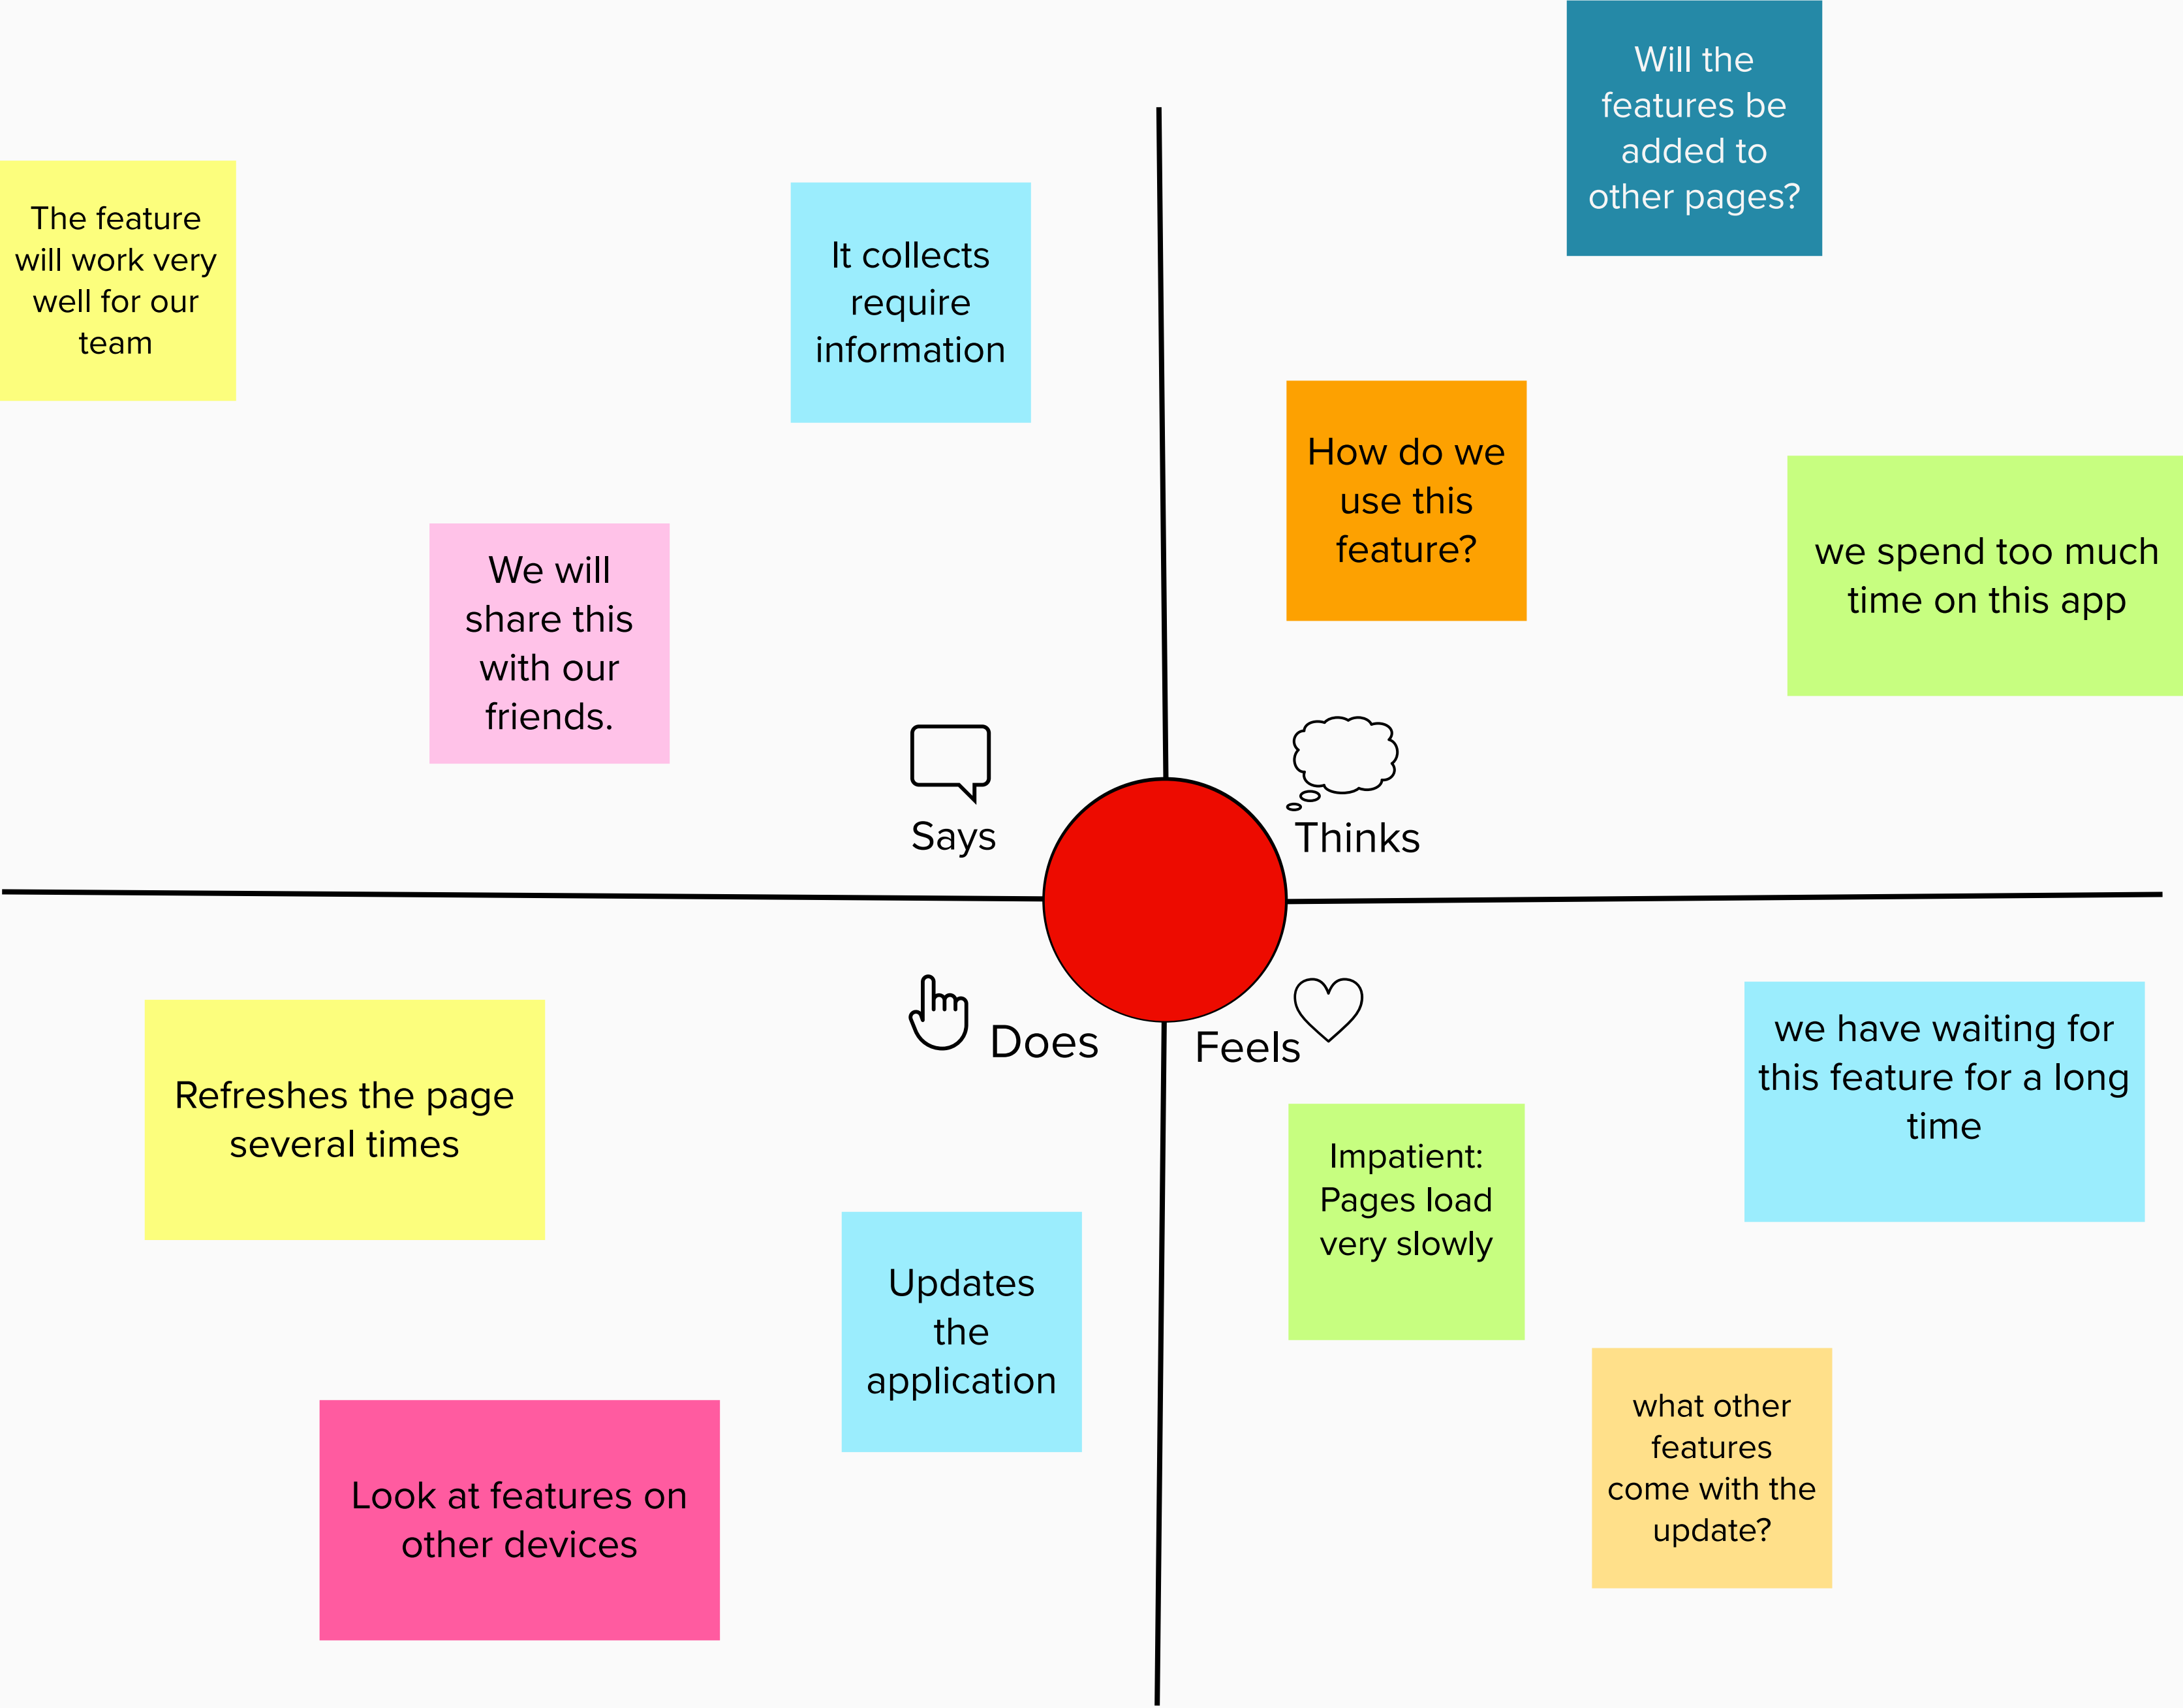 The feature
will work very
well for our
team
It collects
require
information
We will
share this
with our
friends.
Says
Will the
features be
added to
other pages?
How do we
use this
feature?
we spend too much
time on this app
Thinks
Does
Refreshes the page
several times
Updates
the
application
Look at features on
other devices
Feels
we have waiting for
this feature for a long
time
Impatient:
Pages load
very slowly
what other
features
come with the
update?